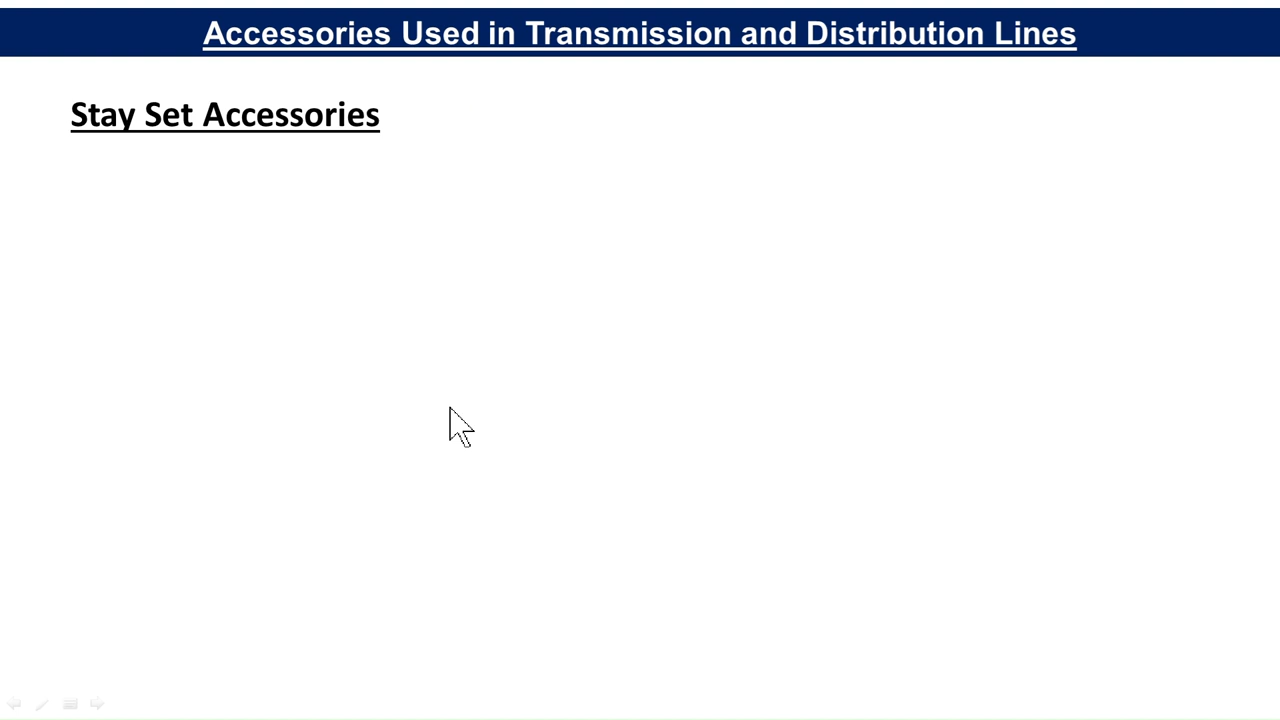 Accessories Used in Transmission and Distribution Lines
Stay Set Accessories